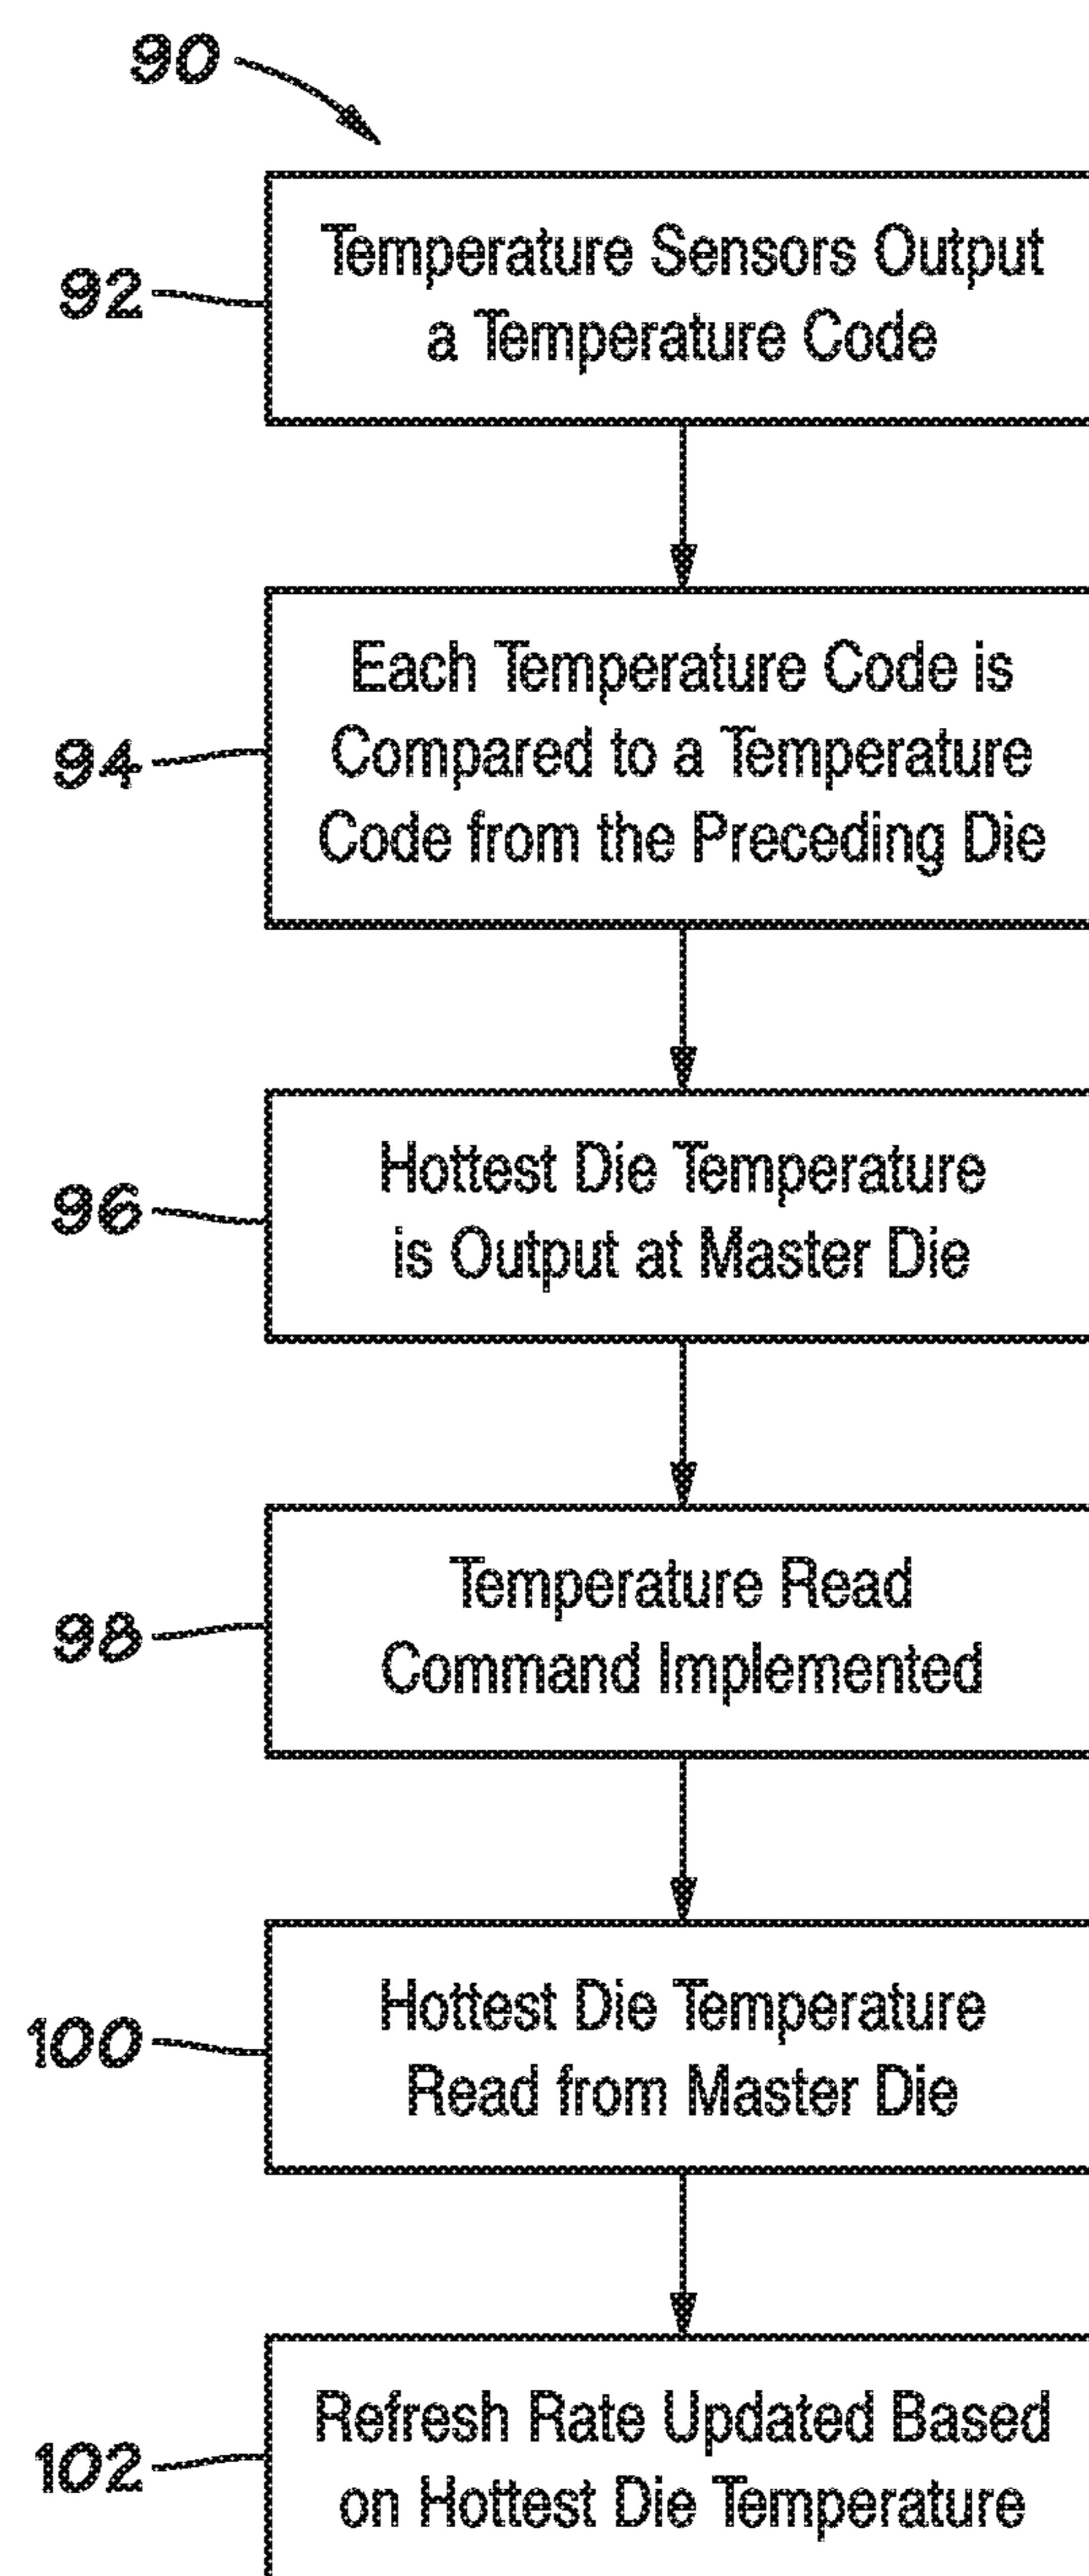 90
92
Temperature Sensors Output
a Temperature Code
94
Each Temperature Code is
Compared to a Temperature
Code from the Preceding Die
96
Hottest Die Temperature
is Output at Master Die
98
Temperature Read
Command Implemented
100
Hottest Die Temperature
Read from Master Die
102
Refresh Rate Updated Based
on Hottest Die Temperature